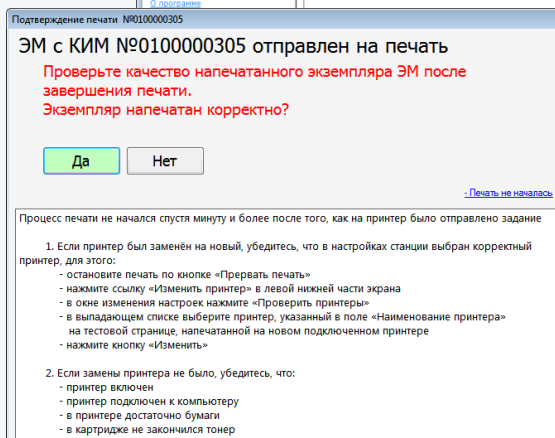 О программе
Подтверждение печати №0100000305
ЭМ с КИМ №0100000305 отправлен на печать
Проверьте качество напечатанного экземпляра ЭМ после
завершения печати.
Экземпляр напечатан корректно?
Да
Нет
- Печать не началась
Процесс печати не начался спустя минуту и более после того, как на принтер было отправлено задание
1. Если принтер был заменён на новый, убедитесь, что в настройках станции выбран корректный
принтер, для этого:
- остановите печать по кнопке «Прервать печать»
- нажмите ссылку «Изменить принтер» в левой нижней части экрана
- в окне изменения настроек нажмите «Проверить принтеры»
- в выпадающем списке выберите принтер, указанный в поле «Наименование принтера»
на тестовой странице, напечатанной на новом подключенном принтере
- нажмите кнопку «Изменить»
2. Если замены принтера не было, убедитесь, что:
- принтер включен
- принтер подключен к компьютеру
- в принтере достаточно бумаги
- в картридже не закончился тонер